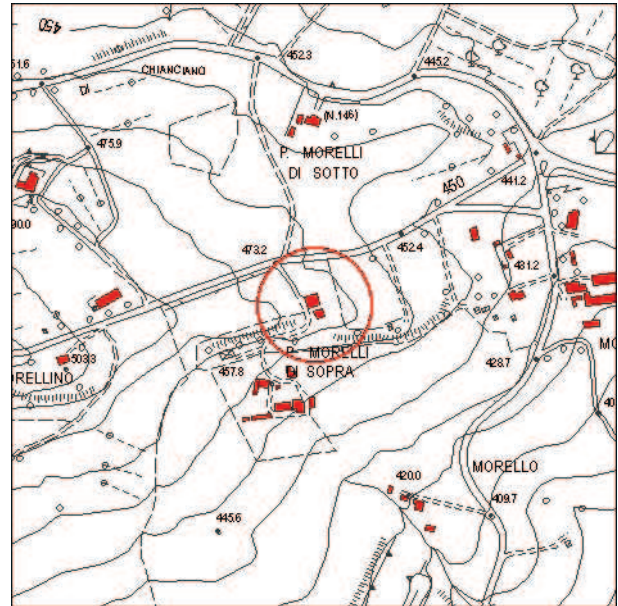 450
452.3
445.2
51.6
DI
CHIANCIANO
(N.146)
475.9
P. MORELLI
DI SOTTO
450
441.2
90.0
473.2
452.4
431.2
P. MORELLI
DI SOPRA
503.3
457.8
428.7
MO
ORELLINO
40
MORELLO
420.0
409.7
445.6